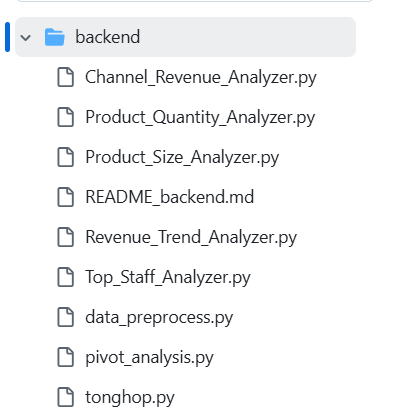 backend
Channel_Revenue_Analyzer.py
Product_Quantity_Analyzer.py
Product_Size_Analyzer.py
README_backend.md
Revenue_Trend_Analyzer.py
Top_Staff_Analyzer.py
data_preprocess.py
pivot_analysis.py
tonghop.py